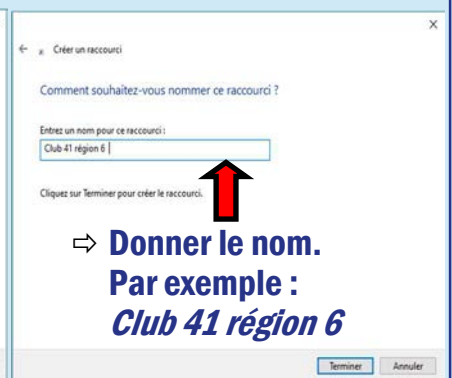 Créer un raccourci
Comment souhaitez-vous nommer ce raccourci ?
Entrez un nom pour ce raccourci :
Club 41 région 6
Cliquez sur Terminer pour créer le raccourci.
⇨ Donner le nom.
Par exemple :
Club 41 région 6
Terminer Annuler